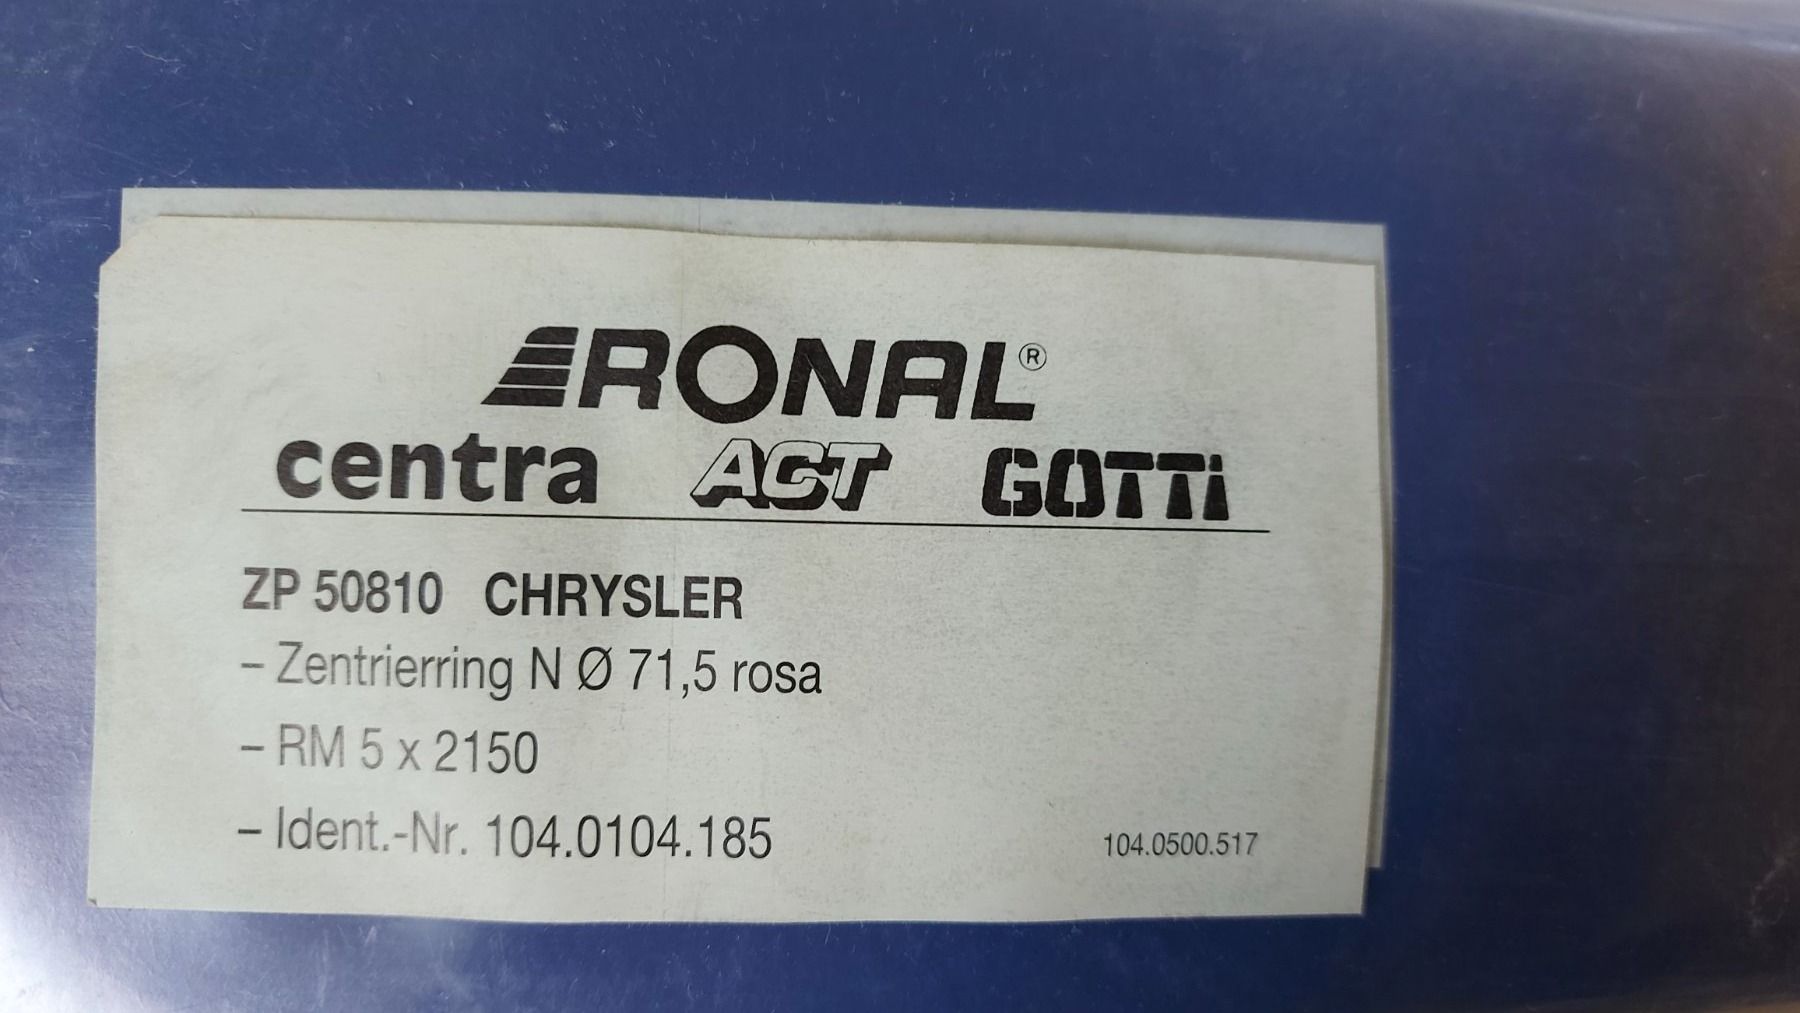 RONAL®
centra ACT GOTTi
ZP 50810 CHRYSLER
– Zentrierring N Ø 71,5 rosa
– RM 5 x 2150
– Ident.-Nr. 104.0104.185
104.0500.517